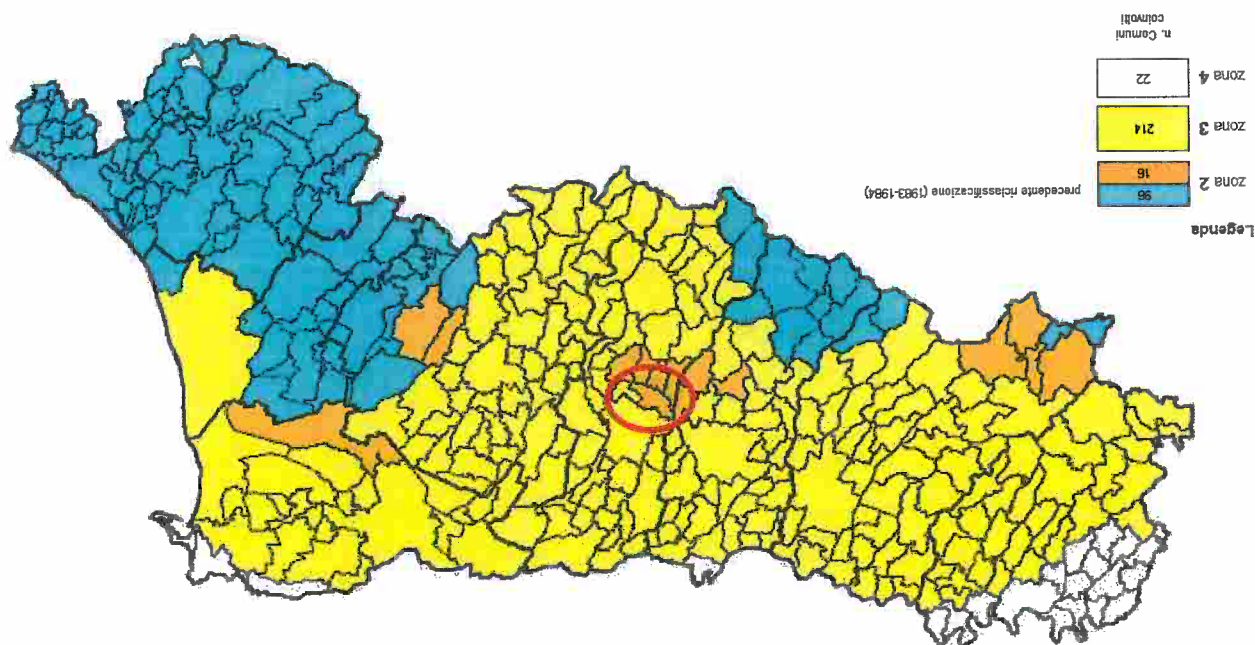 Legenda
96 precedente riclassificazione (1983-1984)
zona 2
16
zona 3 214
zona 4 22
n. Comuni
coinvolti